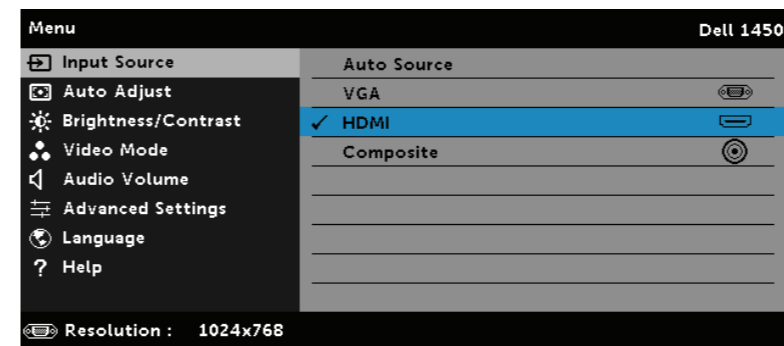 Menu Dell 1450
Input Source
Auto Adjust
Brightness/Contrast
Video Mode
Audio Volume
Advanced Settings
Language
? Help
Auto Source
VGA
✓ HDMI
Composite
Resolution : 1024x768